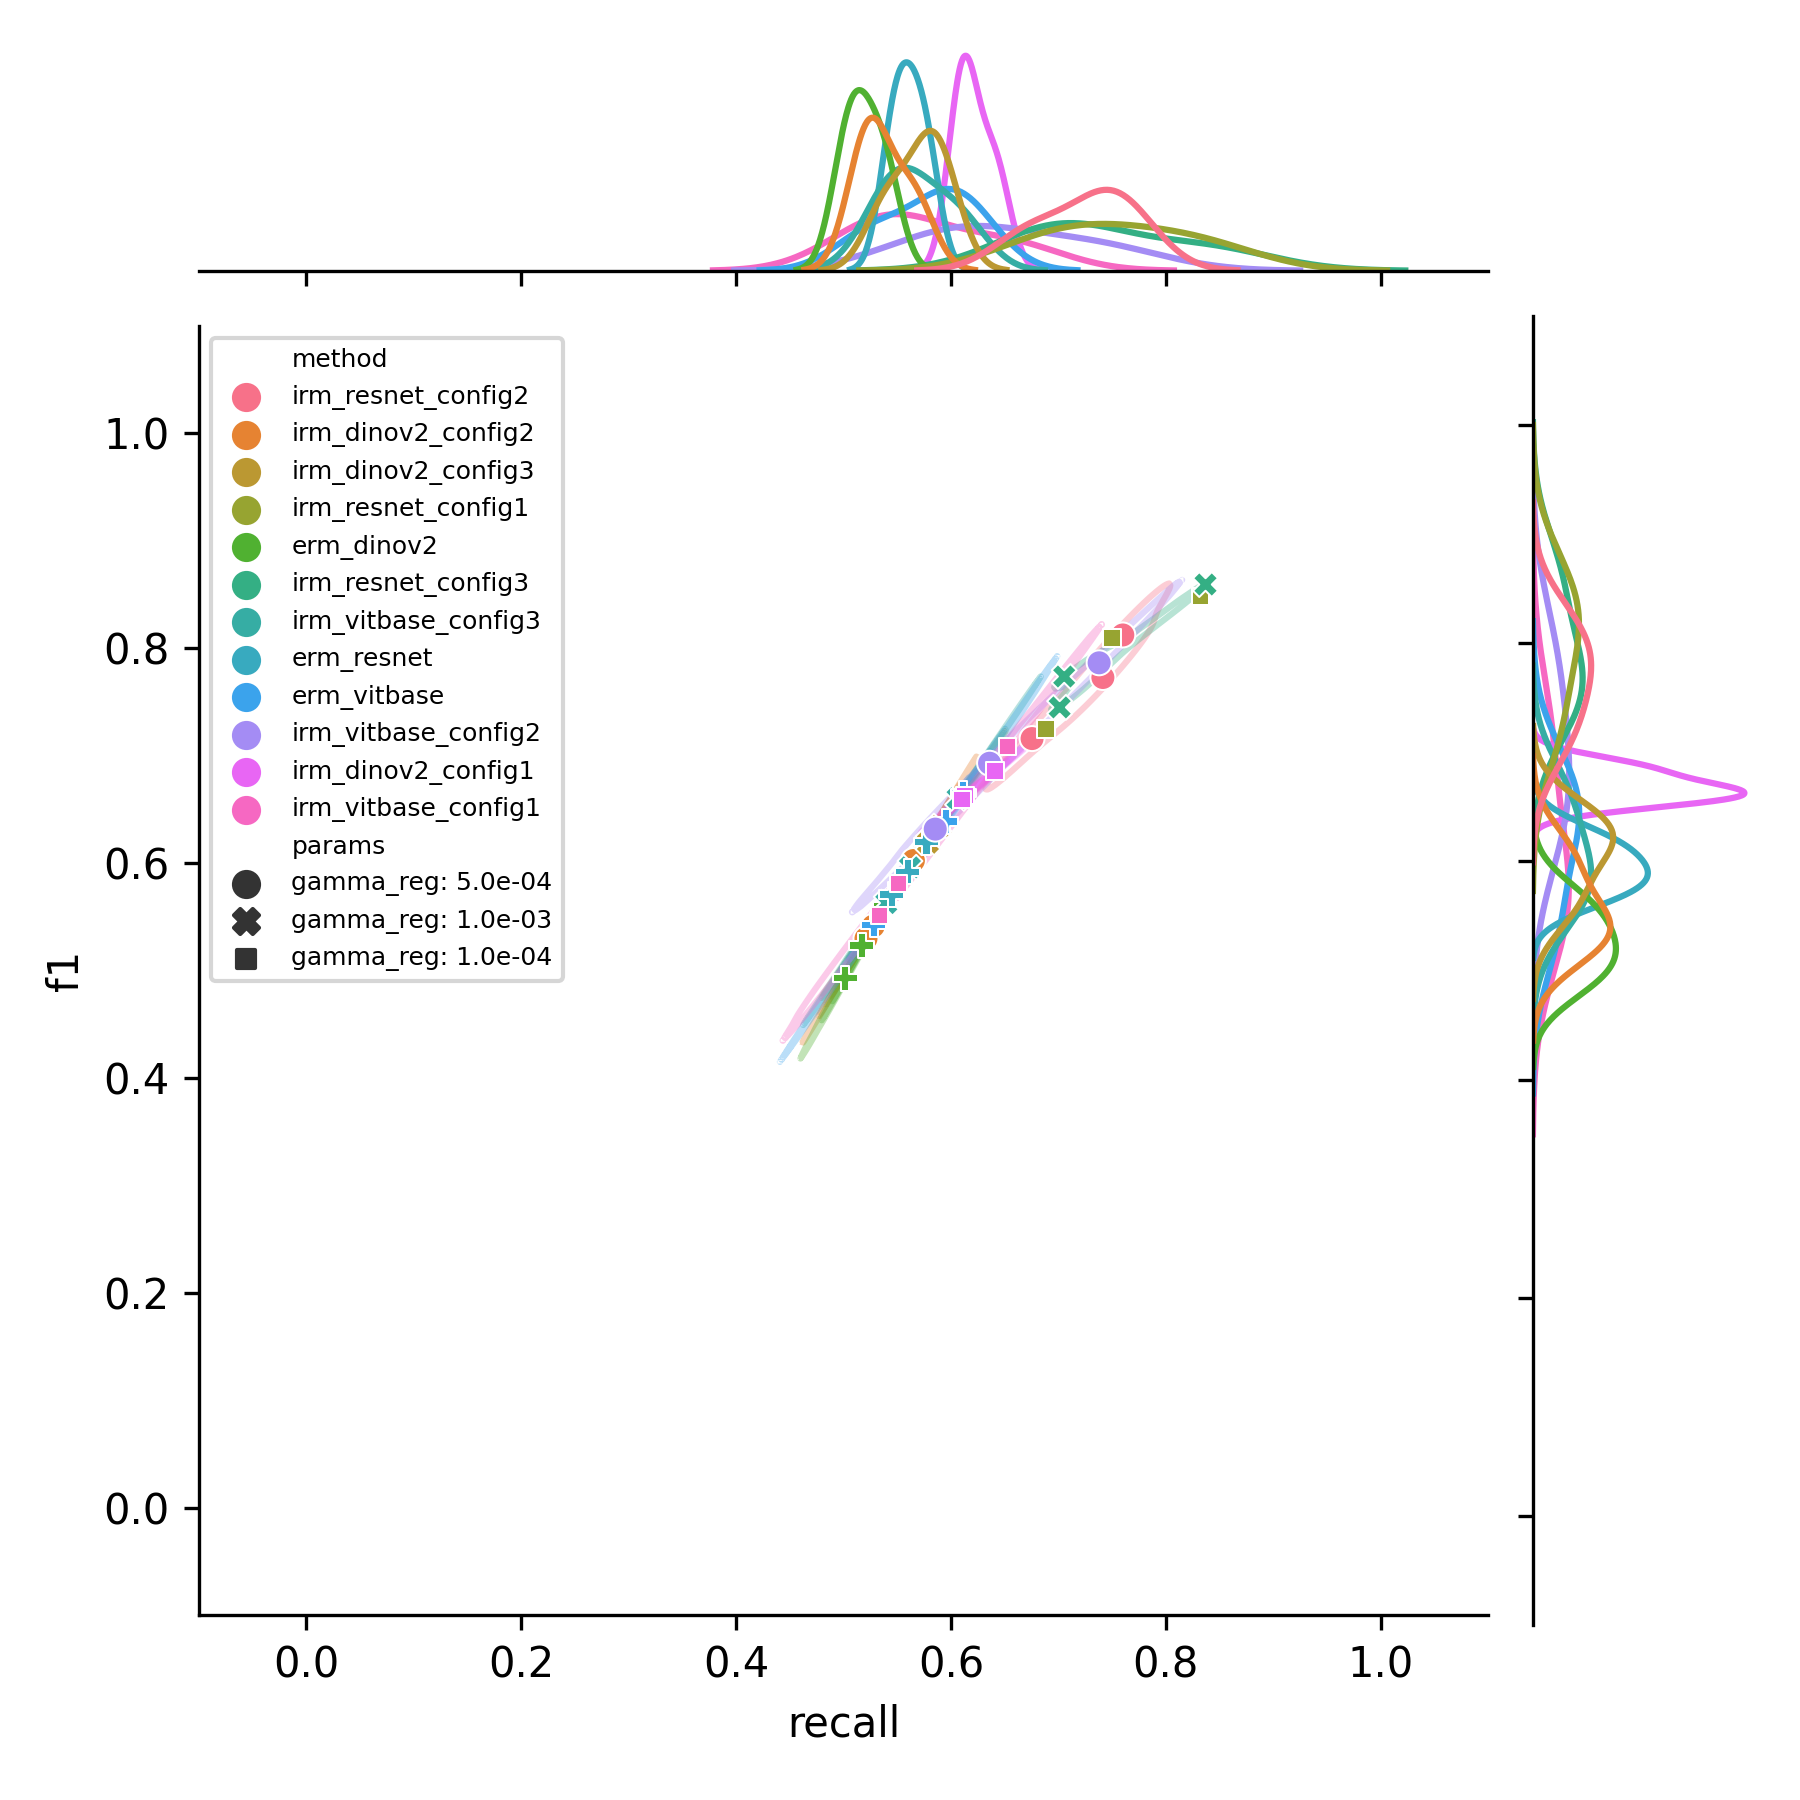 method
irm_resnet_config2
irm_dinov2_config2
irm_dinov2_config3
irm_resnet_config1
erm_dinov2
irm_resnet_config3
irm_vitbase_config3
erm_resnet
erm_vitbase
irm_vitbase_config2
irm_dinov2_config1
irm_vitbase_config1
params
gamma_reg: 5.0e-04
gamma_reg: 1.0e-03
gamma_reg: 1.0e-04
1.0
0.8
0.6
0.4
0.2
0.0
f1
0.0 0.2 0.4 0.6 0.8 1.0
recall